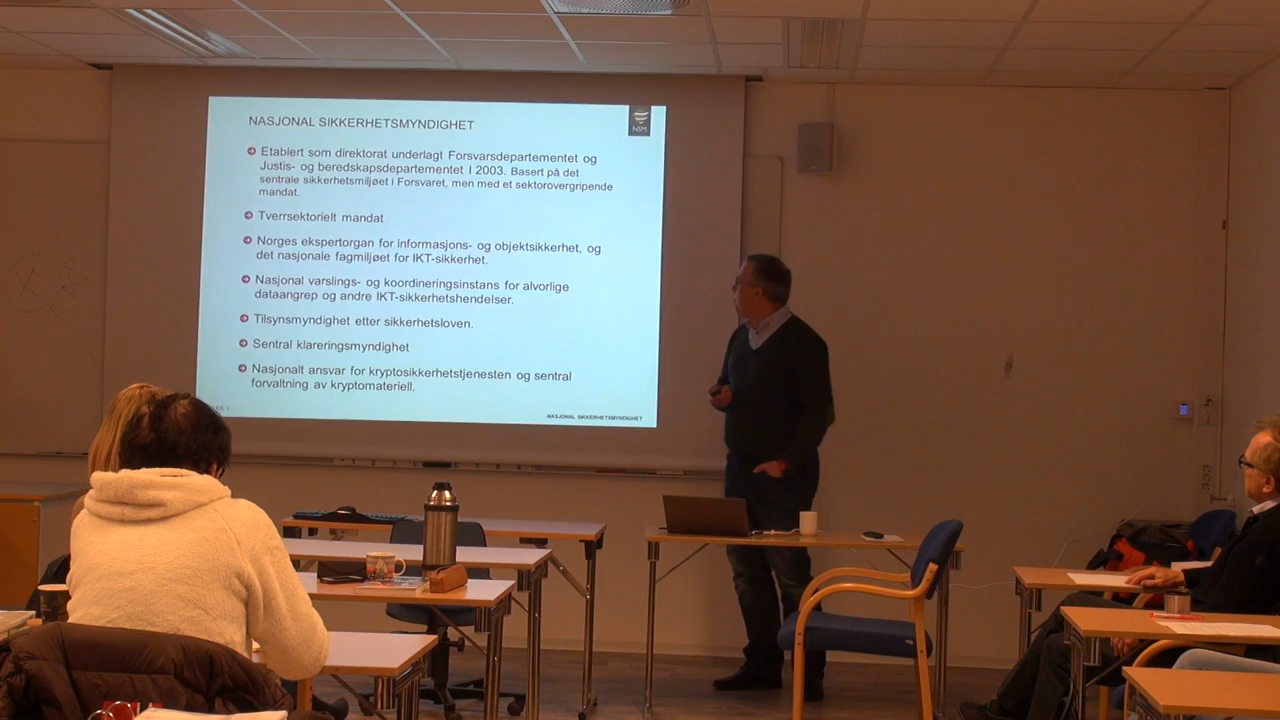 NASJONAL SIKKERHETSMYNDIGHET
NSM
Etablert som direktorat underlagt Forsvarsdepartementet og
Justis- og beredskapsdepartementet I 2003. Basert på det
sentrale sikkerhetsmiljøet i Forsvaret, men med et sektorovergripende
mandat.
Tverrsektorielt mandat
Norges ekspertorgan for informasjons- og objektsikkerhet, og
det nasjonale fagmiljøet for IKT-sikkerhet.
Nasjonal varslings- og koordineringsinstans for alvorlige
dataangrep og andre IKT-sikkerhetshendelser.
Tilsynsmyndighet etter sikkerhetsloven.
Sentral klareringsmyndighet
Nasjonalt ansvar for kryptosikkerhetstjenesten og sentral
forvaltning av kryptomateriell.
NASJONAL SIKKERHETSMYNDIGHET